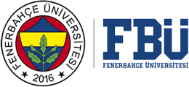 FENERBAHÇE ÜNİVERSİTESİ
2016
FBÜ
FENERBAHÇE ÜNİVERSİTESİ